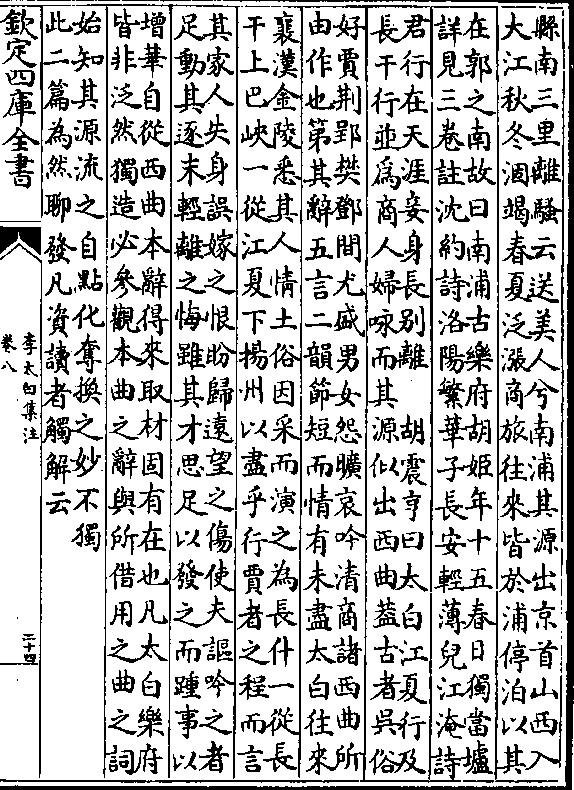 縣南三里離騷云送美人兮南浦其源出京首山西入
大江秋冬涸竭春夏泛漲商旅往來皆於浦停泊以其
在郭之南故曰南浦古樂府胡姬年十五春日獨當壚
詳見三卷註沈約詩洛陽繁華子長安輕薄兒江淹詩
君行在天涯妾身長别離　胡震亨曰太白江夏行及
長干行並爲商人婦咏而其源似出西曲葢古者吳俗
好賈荆郢樊鄧間尤盛男女怨曠哀吟清商諸西曲所
由作也第其辭五言二韻節短而情有未盡太白往來
襄漢金陵悉其人情土俗因采而演之為長什一從長
干上巴峽一從江夏下揚州以盡乎行賈者之程而言
其家人失身誤嫁之恨盼歸遠望之傷使夫謳吟之者
足動其逐末輕離之悔雖其才思足以發之而踵事以
增華自從西曲本辭得來取材固有在也凡太白樂府
皆非泛然獨造必參觀本曲之辭與所借用之曲之詞
始知其源流之自點化奪換之妙不獨
此二篇為然聊發凡資讀者觸解云
欽定四庫全書
李太白集注
卷八
二十四